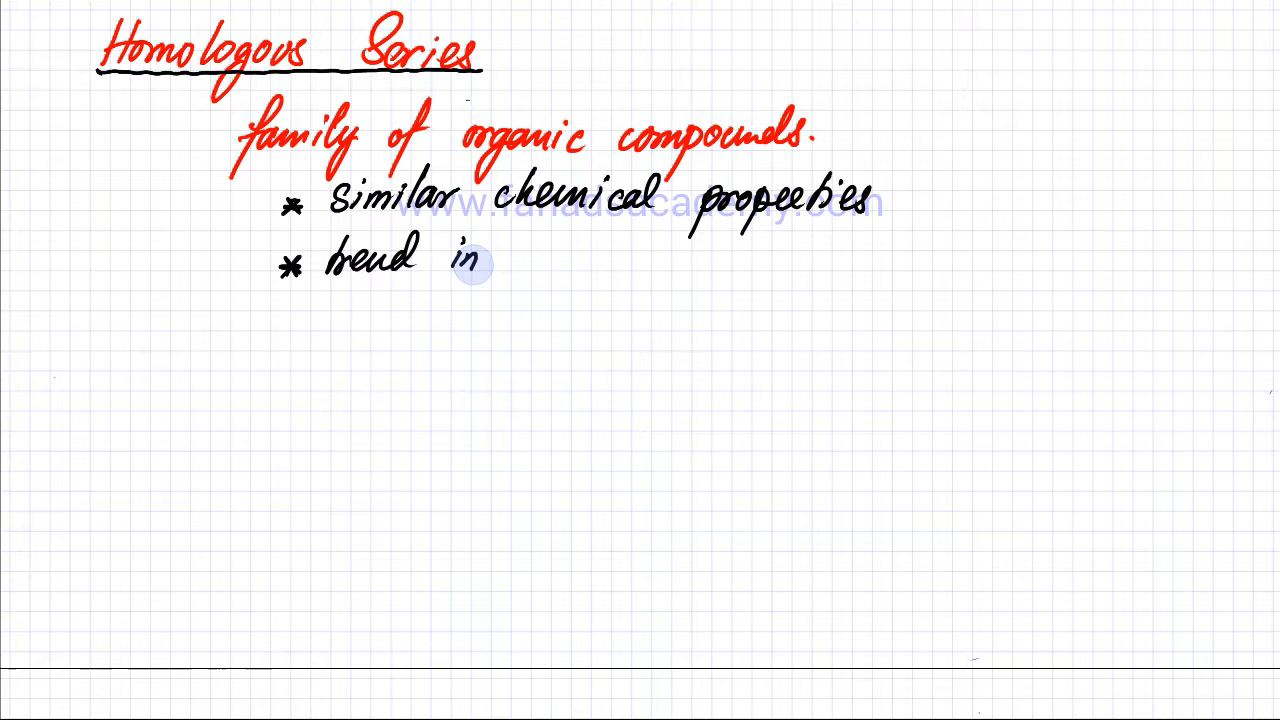 Homologous Series
family of organic compounds.
* similar chemical properties
* trend in